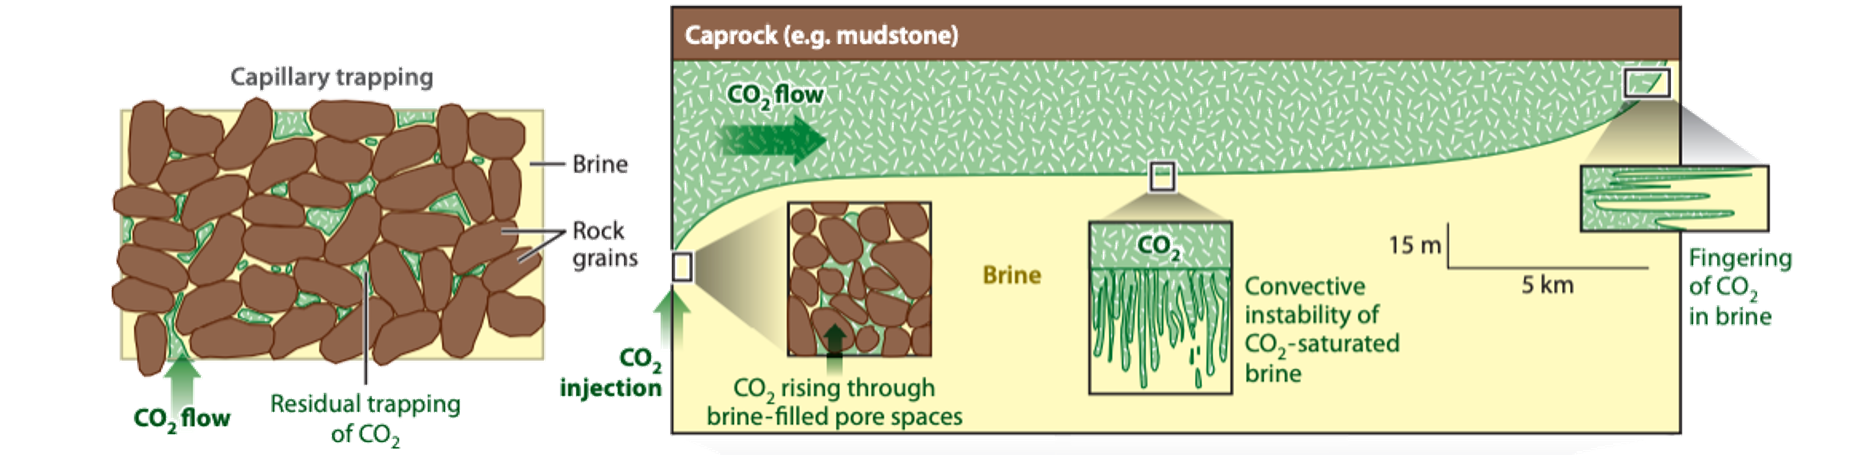 Capillary trapping
Brine
Rock
grains
CO₂ flow
Residual trapping
of CO₂
Caprock (e.g. mudstone)
CO₂ flow
CO₂
injection
CO₂ rising through
brine-filled pore spaces
Brine
CO₂
Convective
instability of
CO₂-saturated
brine
15 m
5 km
Fingering
of CO₂
in brine